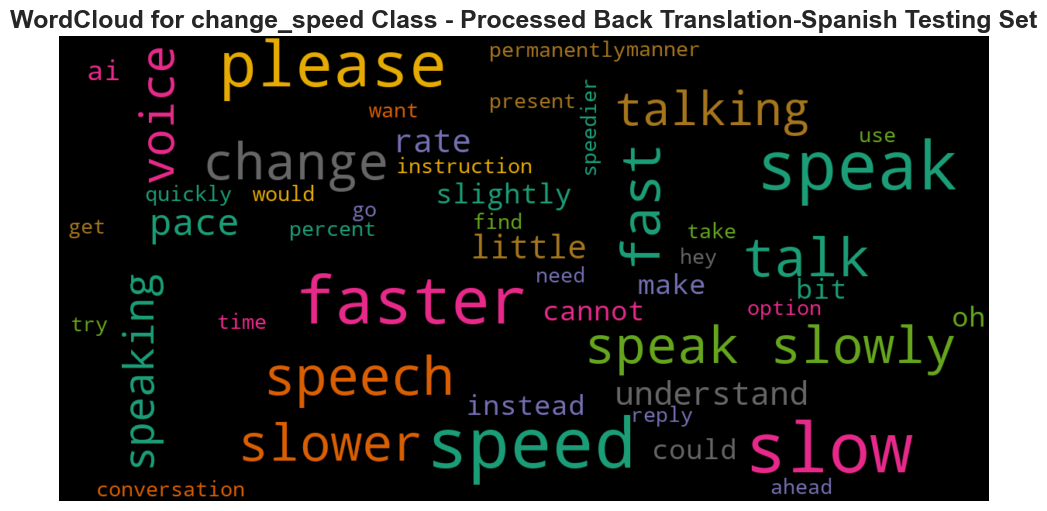 WordCloud for change_speed Class - Processed Back Translation-Spanish Testing Set
ai
voice
please
permanentlymanner
want
present
speedier
talking
use
rate
change
instruction
fast
speak
quickly
would
slightly
get
pace
go
percent
find
little
take
hey
talk
need
make
bit
try
speaking
time
faster
cannot
option
oh
speech
speak slowly
understand
instead
reply
slower
speed
could
slow
conversation
ahead